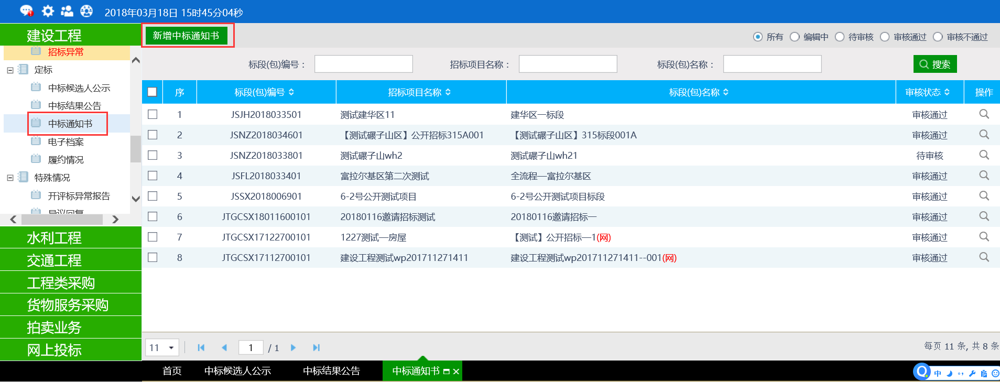 2018年03月18日 15时45分04秒
建设工程
招标异常
定标
中标候选人公示
中标结果公告
中标通知书
电子档案
履约情况
特殊情况
开评标异常报告
异议回复
水利工程
交通工程
工程类采购
货物服务采购
拍卖业务
网上投标
新增中标通知书
所有 编辑中 待审核 审核通过 审核不通过
标段(包)编号： 招标项目名称： 标段(包)名称： 搜索
序 标段(包)编号 招标项目名称 标段(包)名称 审核状态 操作
1 JSJH2018033501 测试建华区11 建华区一标段 审核通过
2 JSNZ2018034601 【测试碾子山区】公开招标315A001 【测试碾子山区】315标段001A 审核通过
3 JSNZ2018033801 测试碾子山wh2 测试碾子山wh21 待审核
4 JSFL2018033401 富拉尔基区第二次测试 全流程—富拉尔基区 审核通过
5 JSSX2018006901 6-2号公开测试项目 6-2号公开测试项目标段 审核通过
6 JTGCSX18011600101 20180116邀请招标测试 20180116邀请招标一 审核通过
7 JTGCSX17122700101 1227测试—房屋 【测试】公开招标—1(网) 审核通过
8 JTGCSX17112700101 建设工程测试wp201711271411 建设工程测试wp201711271411--001(网) 审核通过
11 1 / 1 每页 11 条, 共 8 条
首页 中标候选人公示 中标结果公告 中标通知书
中